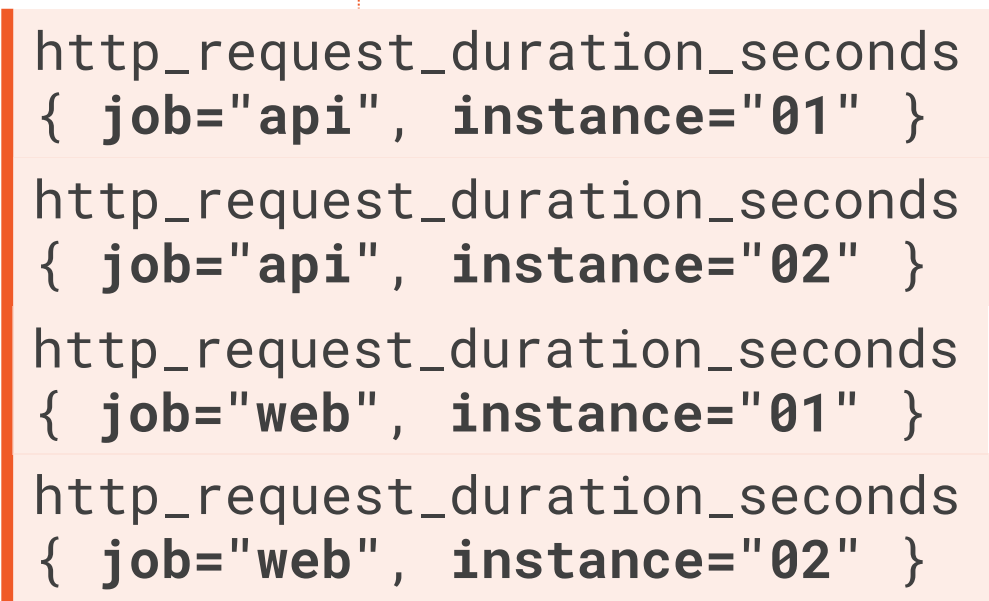 http_request_duration_seconds
{ job="api", instance="01" }
http_request_duration_seconds
{ job="api", instance="02" }
http_request_duration_seconds
{ job="web", instance="01" }
http_request_duration_seconds
{ job="web", instance="02" }